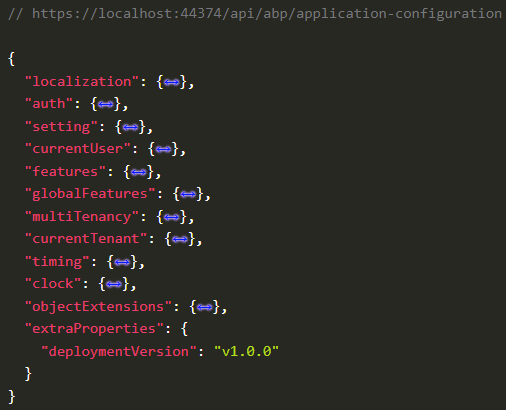 // https://localhost:44374/api/abp/application-configuration
{
"localization": {⇔},
"auth": {⇔},
"setting": {⇔},
"currentUser": {⇔},
"features": {⇔},
"globalFeatures": {⇔},
"multiTenancy": {⇔},
"currentTenant": {⇔},
"timing": {⇔},
"clock": {⇔},
"objectExtensions": {⇔},
"extraProperties": {
"deploymentVersion": "v1.0.0"
}
}